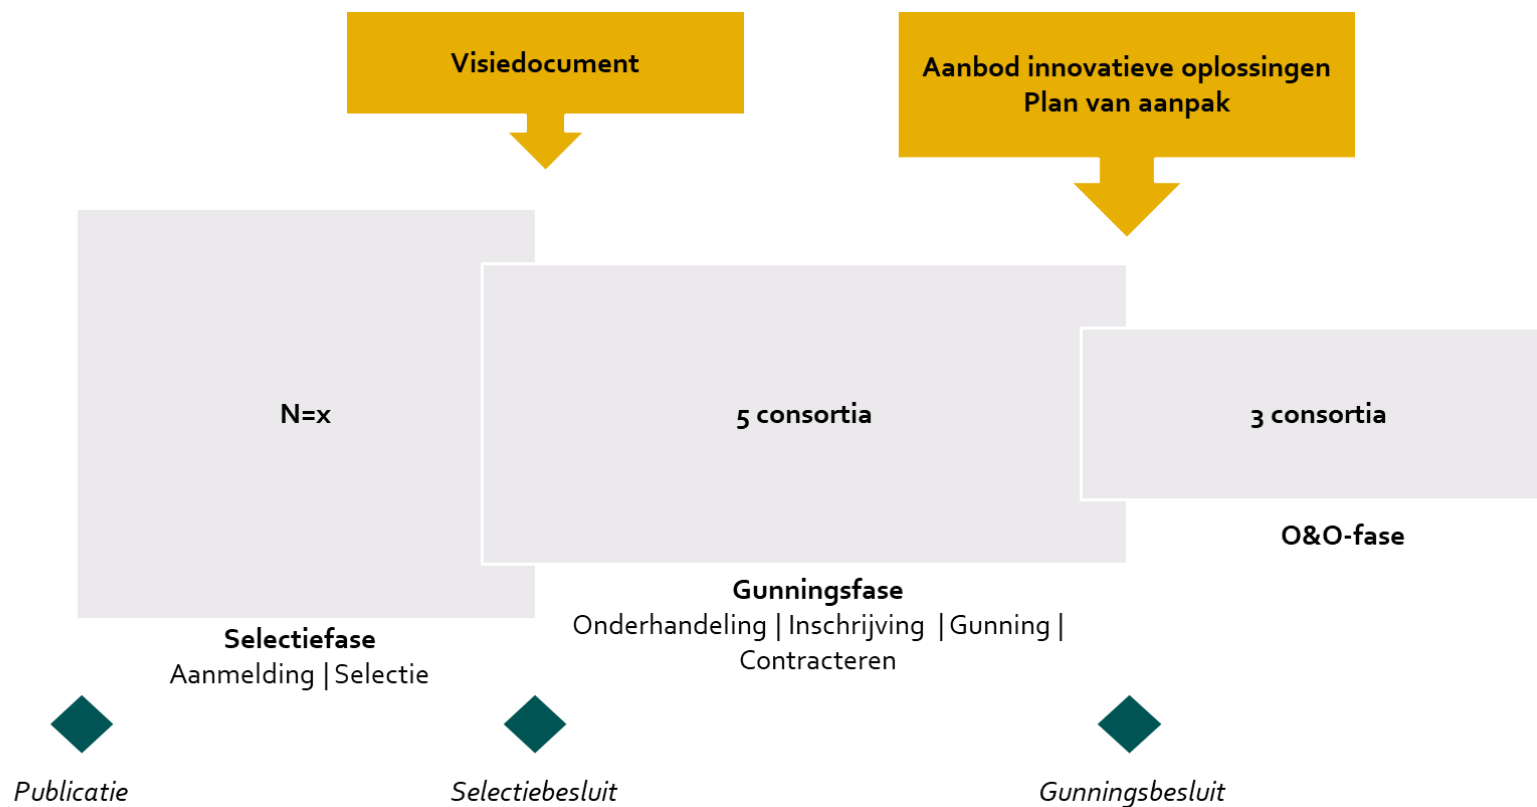 Visiedocument
Aanbod innovatieve oplossingen
Plan van aanpak
N=x
5 consortia
3 consortia
O&O-fase
Gunningsfase
Onderhandeling | Inschrijving | Gunning |
Contracteren
Selectiefase
Aanmelding | Selectie
Publicatie
Selectiebesluit
Gunningsbesluit